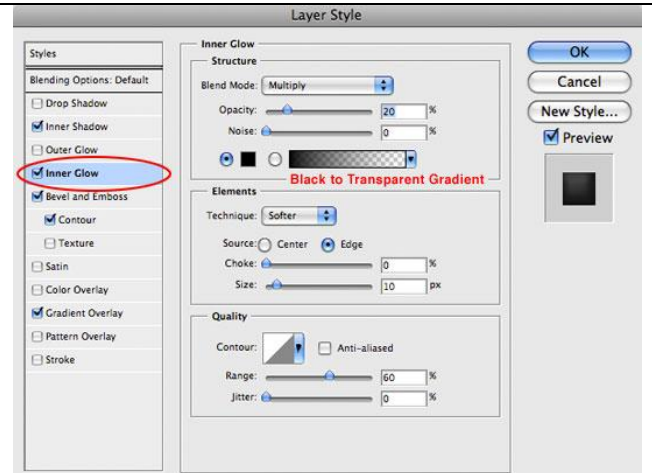 Layer Style
Styles
Blending Options: Default
Drop Shadow
Inner Shadow
Outer Glow
Inner Glow
Bevel and Emboss
Contour
Texture
Satin
Color Overlay
Gradient Overlay
Pattern Overlay
Stroke
Inner Glow
Structure
Blend Mode: Multiply
Opacity: 20 %
Noise: 0 %
Black to Transparent Gradient
Elements
Technique: Softer
Source: Center Edge
Choke: 0 %
Size: 10 px
Quality
Contour: Anti-aliased
Range: 60 %
Jitter: 0 %
OK
Cancel
New Style...
Preview